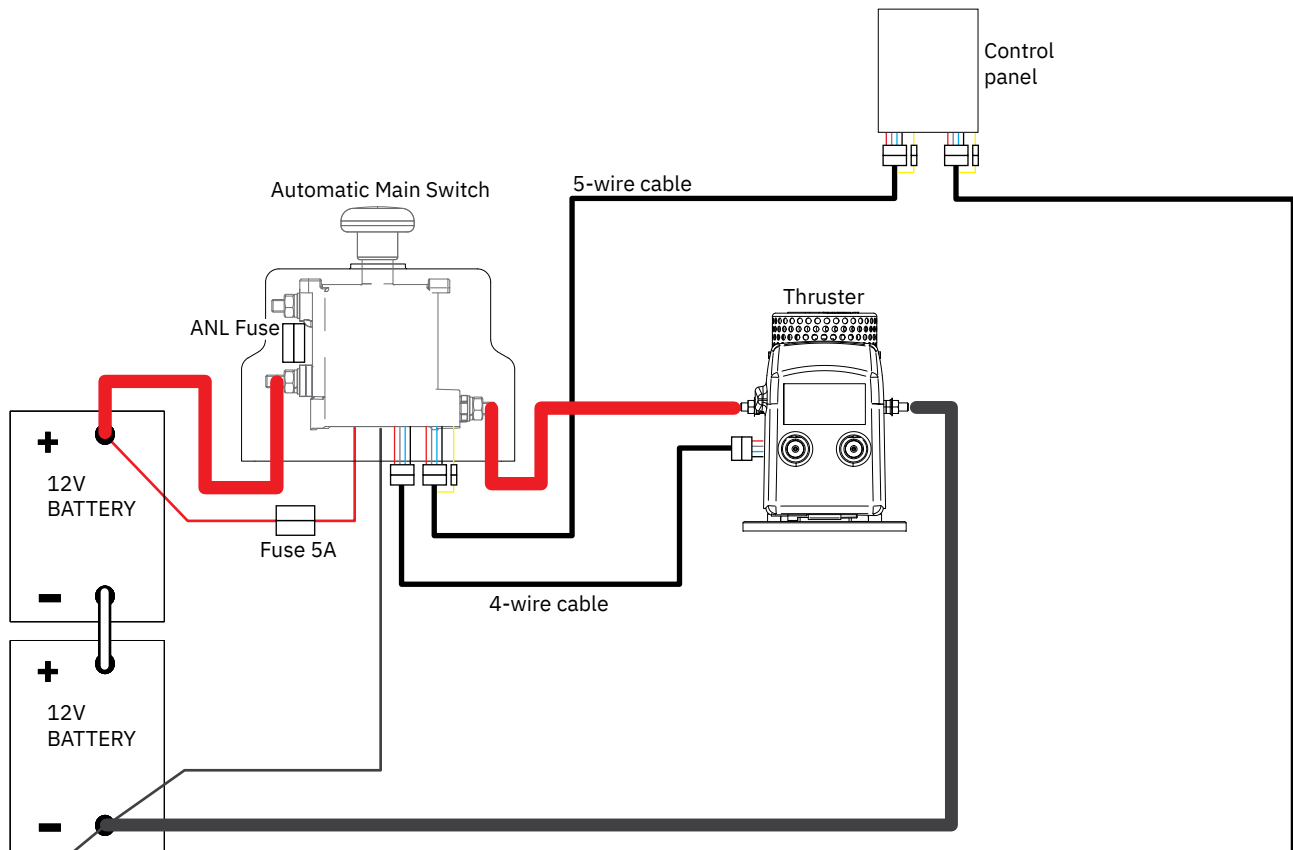 Control
panel
5-wire cable
Automatic Main Switch
Thruster
ANL Fuse
+
12V
BATTERY
Fuse 5A
-
4-wire cable
+
12V
BATTERY
-